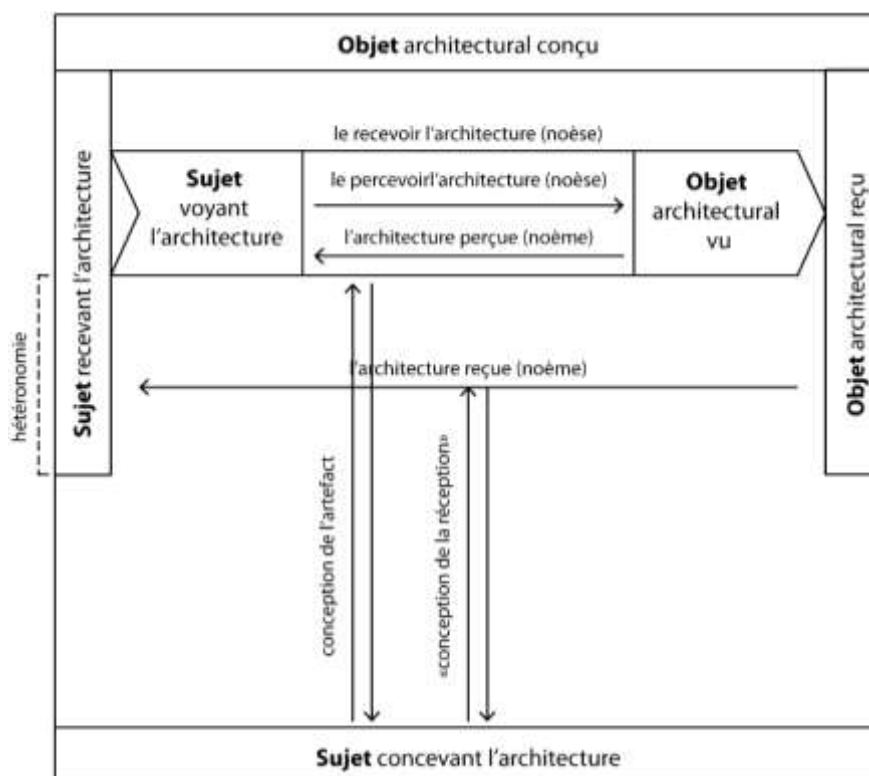 Objet architectural conçu
le recevoir l'architecture (noèse)
Sujet
voyant
l'architecture
le percevoirl'architecture (noèse)
l'architecture perçue (noème)
Objet
architectural
vu
Sujet recevant l'architecture
Objet architectural reçu
hétéronomie
l'architecture reçue (noème)
conception de l'artefact
«conception de la réception»
Sujet concevant l'architecture